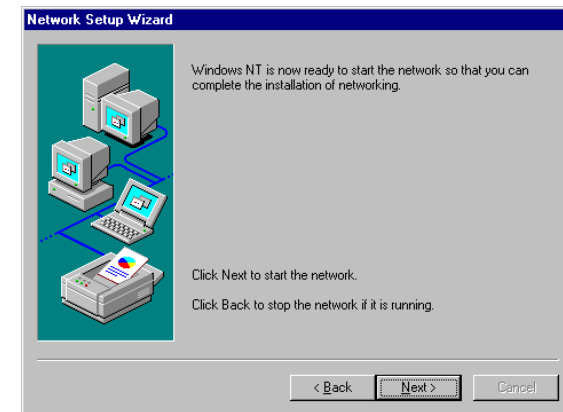 Network Setup Wizard
Windows NT is now ready to start the network so that you can
complete the installation of networking.
Click Next to start the network.
Click Back to stop the network if it is running.
< Back Next > Cancel